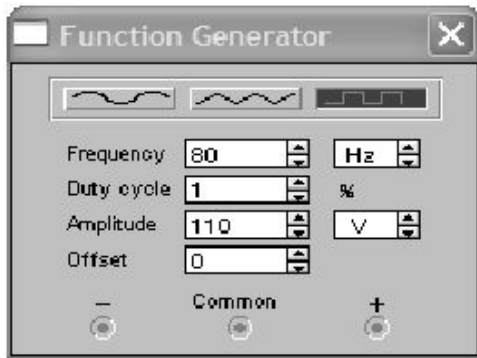 Function Generator
Frequency 80 Hz
Duty cycle 1 %
Amplitude 110 V
Offset 0
− Common +